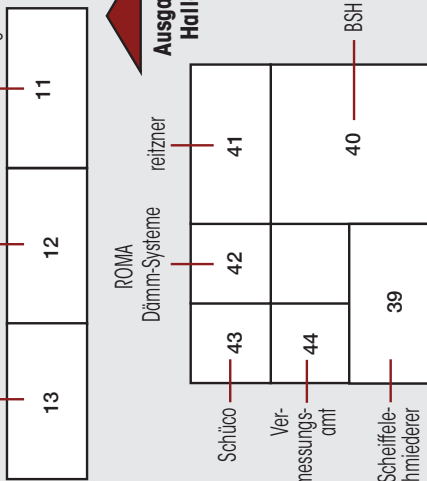 11
12
13
Ausga
Hall
BSH
reitzner
ROMA
Dämm-Systeme
41
40
42
43
44
39
Schüco
Ver-
messungs-
amt
Scheiffele-
hmiederer